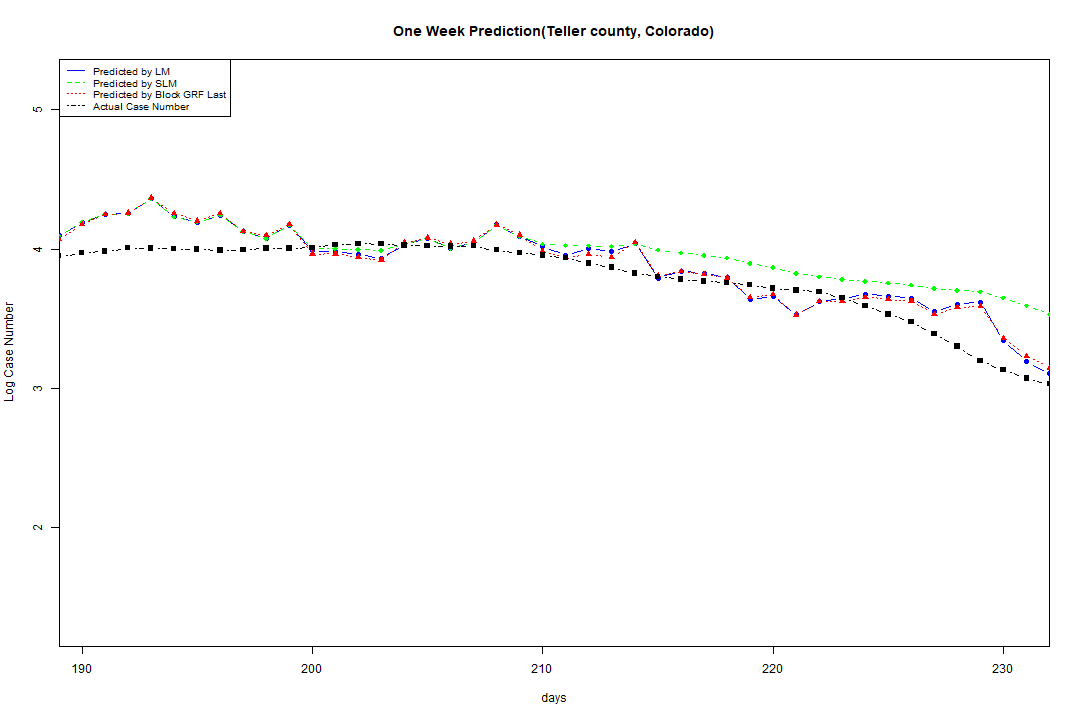 One Week Prediction(Teller county, Colorado)
Predicted by LM
Predicted by SLM
Predicted by Block GRF Last
Actual Case Number
5
4
3
2
Log Case Number
190
200
210
220
230
days